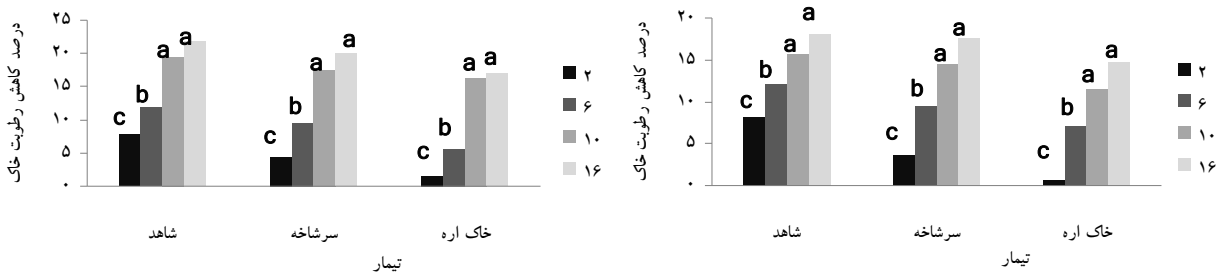 درصد کاهش رطوبت خاک
۲۵
۲۰
۱۵
۱۰
۵
۰
c b a a
c b a a
c b a a
شاهد سرشاخه خاک اره
تیمار
۲
۶
۱۰
۱۶
درصد کاهش رطوبت خاک
۲۰
۱۵
۱۰
۵
۰
c b a a
c b a a
c b a a
شاهد سرشاخه خاک اره
تیمار
۲
۶
۱۰
۱۶